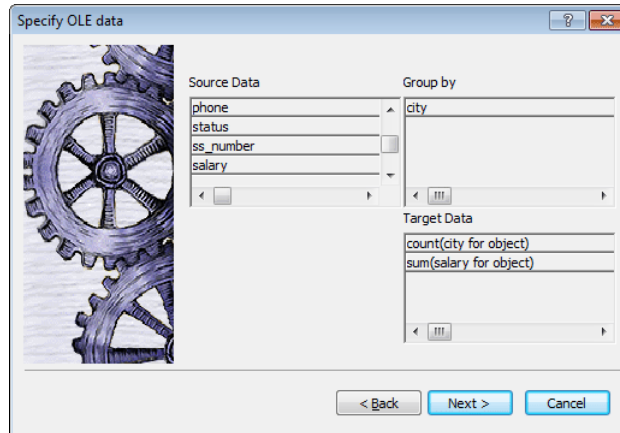 Specify OLE data
Source Data
phone
status
ss_number
salary
Group by
city
Target Data
count(city for object)
sum(salary for object)
< Back
Next >
Cancel